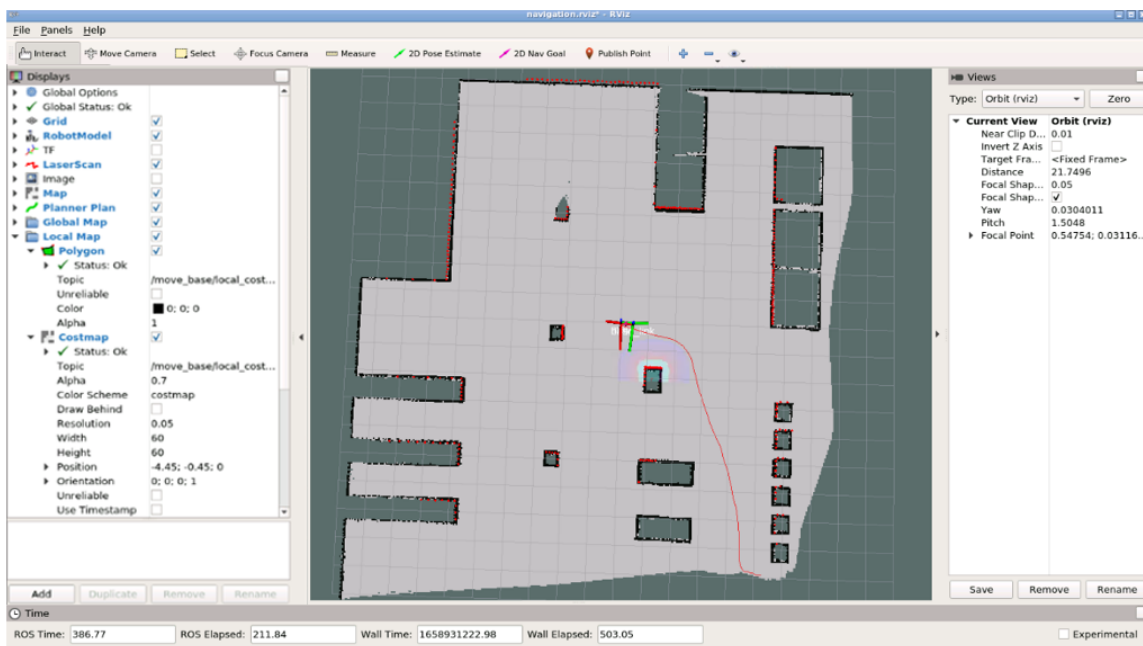 navigation.rviz* - RViz
File Panels Help
Interact Move Camera Select Focus Camera Measure 2D Pose Estimate 2D Nav Goal Publish Point
Displays
Global Options
Global Status: Ok
Grid
RobotModel
TF
LaserScan
Image
Map
Planner Plan
Global Map
Local Map
Polygon
Status: Ok
Topic /move_base/local_cost...
Unreliable
Color 0; 0; 0
Alpha 1
Costmap
Status: Ok
Topic /move_base/local_cost...
Alpha 0.7
Color Scheme costmap
Draw Behind
Resolution 0.05
Width 60
Height 60
Position -4.45; -0.45; 0
Orientation 0; 0; 0; 1
Unreliable
Use Timestamp
Add Duplicate Remove Rename
Views
Type: Orbit (rviz) Zero
Current View Orbit (rviz)
Near Clip D... 0.01
Invert Z Axis
Target Fra... <Fixed Frame>
Distance 21.7496
Focal Shap... 0.05
Focal Shap...
Yaw 0.0304011
Pitch 1.5048
Focal Point 0.54754; 0.03116...
Save Remove Rename
Time
ROS Time: 386.77 ROS Elapsed: 211.84 Wall Time: 1658931222.98 Wall Elapsed: 503.05 Experimental